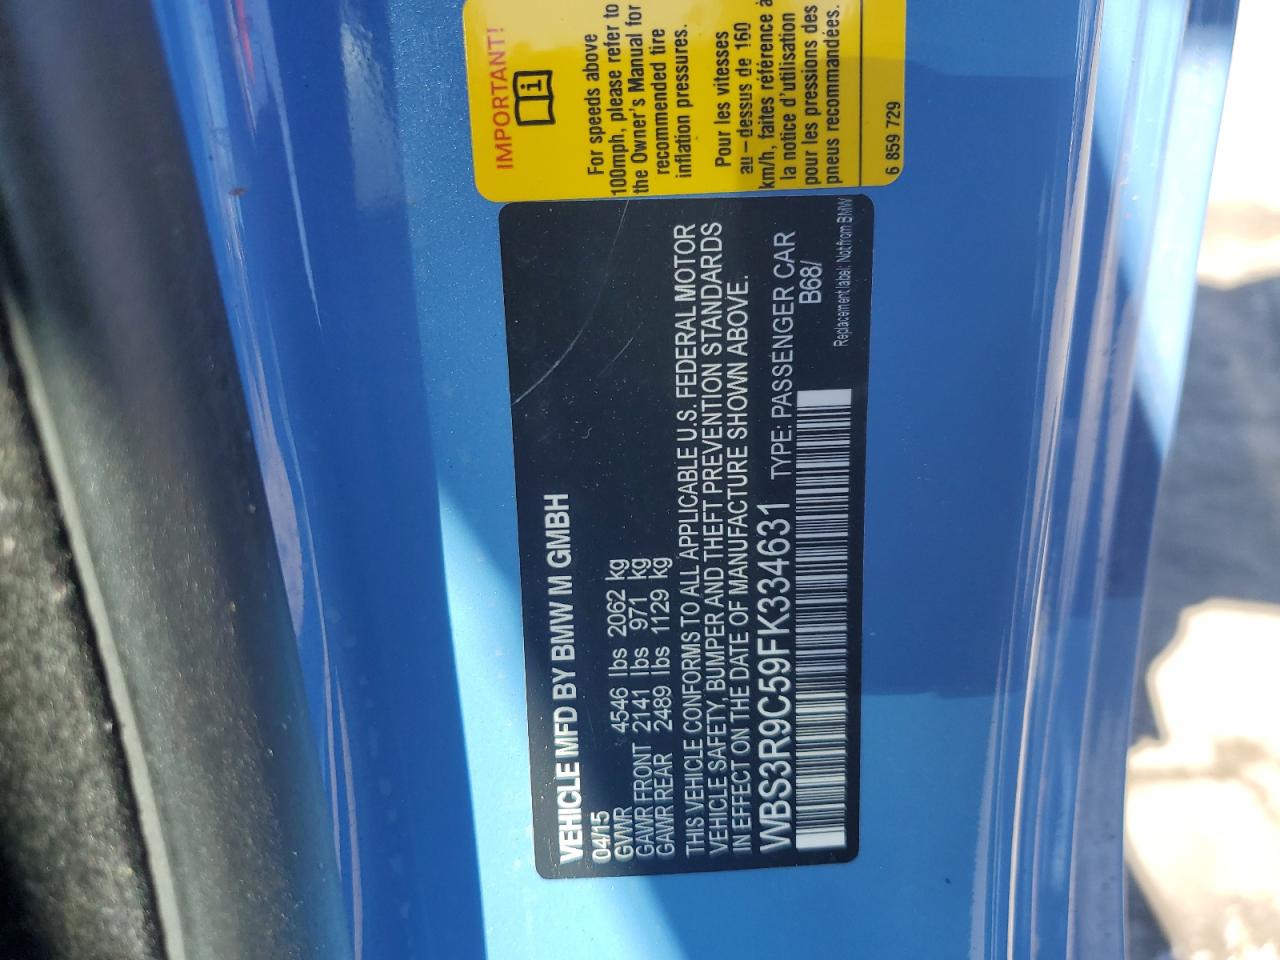 VEHICLE MFD BY BMW M GMBH
04/15
GVWR 4546 lbs 2062 kg
GAWR FRONT 2141 lbs 971 kg
GAWR REAR 2489 lbs 1129 kg
THIS VEHICLE CONFORMS TO ALL APPLICABLE U.S. FEDERAL MOTOR
VEHICLE SAFETY, BUMPER AND THEFT PREVENTION STANDARDS
IN EFFECT ON THE DATE OF MANUFACTURE SHOWN ABOVE.
WBS3R9C59FK334631 TYPE: PASSENGER CAR
B68/
Replacement label: Not from BMW
IMPORTANT!
i
For speeds above
100mph, please refer to
the Owner's Manual for
recommended tire
inflation pressures.
Pour les vitesses
au-dessus de 160
km/h, faites référence à
la notice d'utilisation
pour les pressions des
pneus recommandées.
6 859 729